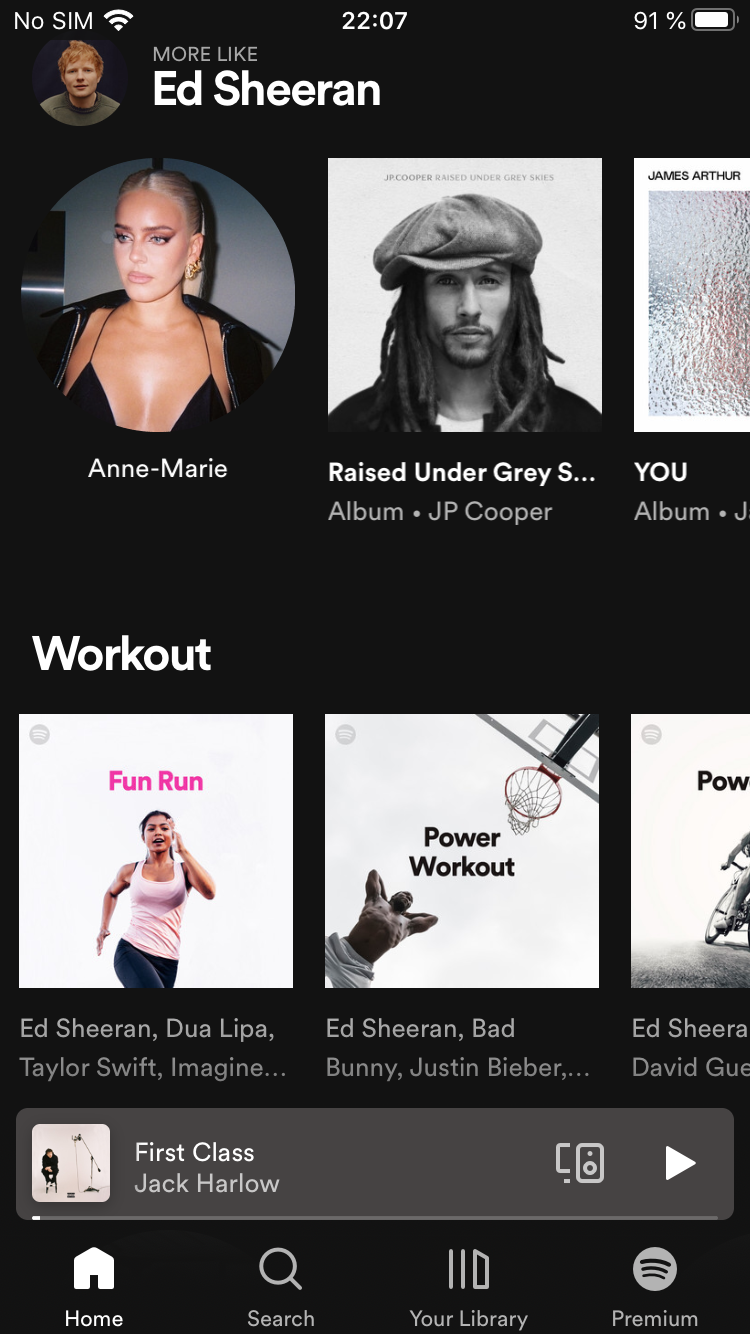 No SIM 22:07 91 %
MORE LIKE
Ed Sheeran
JP.COOPER RAISED UNDER GREY SKIES
JAMES ARTHUR
Anne-Marie
Raised Under Grey S...
Album • JP Cooper
YOU
Album • J
Workout
Fun Run
Power
Workout
Pow
Ed Sheeran, Dua Lipa,
Taylor Swift, Imagine...
Ed Sheeran, Bad
Bunny, Justin Bieber,...
Ed Sheera
David Gue
First Class
Jack Harlow
Home
Search
Your Library
Premium